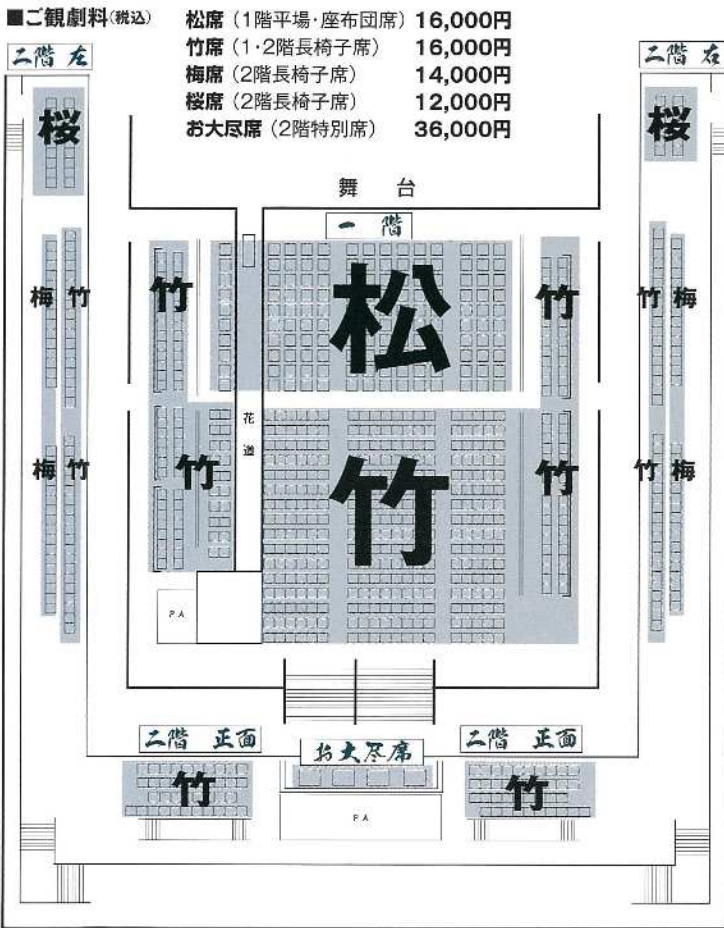 ■ご観劇料(税込)
松席(1階平場・座布団席)16,000円
竹席(1・2階長椅子席)16,000円
梅席(2階長椅子席)14,000円
桜席(2階長椅子席)12,000円
お大尽席(2階特別席)36,000円
二階 左
二階 右
桜
桜
舞台
一階
竹
松
竹
梅 竹
竹 梅
花道
竹
竹
竹
梅 竹
竹 梅
PA
二階 正面
お大尽席
二階 正面
竹
竹
PA